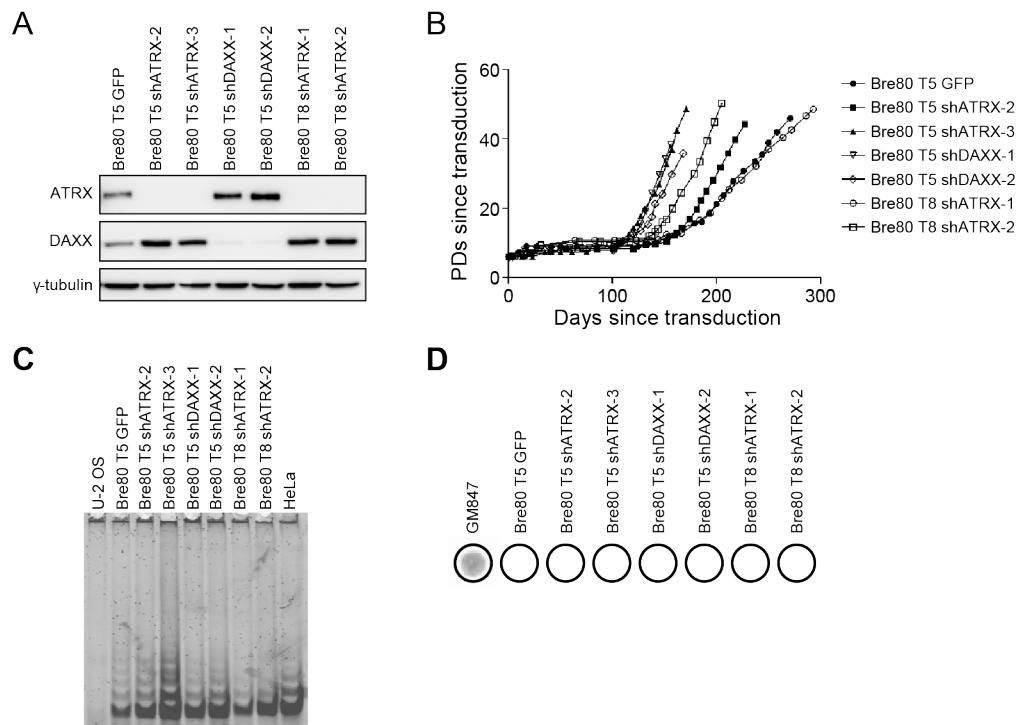 A
Bre80 T5 GFP
Bre80 T5 shATRX-2
Bre80 T5 shATRX-3
Bre80 T5 shDAXX-1
Bre80 T5 shDAXX-2
Bre80 T8 shATRX-1
Bre80 T8 shATRX-2
ATRX
DAXX
γ-tubulin
B
PDs since transduction
60
40
20
0
0
100
200
300
Days since transduction
Bre80 T5 GFP
Bre80 T5 shATRX-2
Bre80 T5 shATRX-3
Bre80 T5 shDAXX-1
Bre80 T5 shDAXX-2
Bre80 T8 shATRX-1
Bre80 T8 shATRX-2
C
U-2 OS
Bre80 T5 GFP
Bre80 T5 shATRX-2
Bre80 T5 shATRX-3
Bre80 T5 shDAXX-1
Bre80 T5 shDAXX-2
Bre80 T8 shATRX-1
Bre80 T8 shATRX-2
HeLa
D
GM847
Bre80 T5 GFP
Bre80 T5 shATRX-2
Bre80 T5 shATRX-3
Bre80 T5 shDAXX-1
Bre80 T5 shDAXX-2
Bre80 T8 shATRX-1
Bre80 T8 shATRX-2